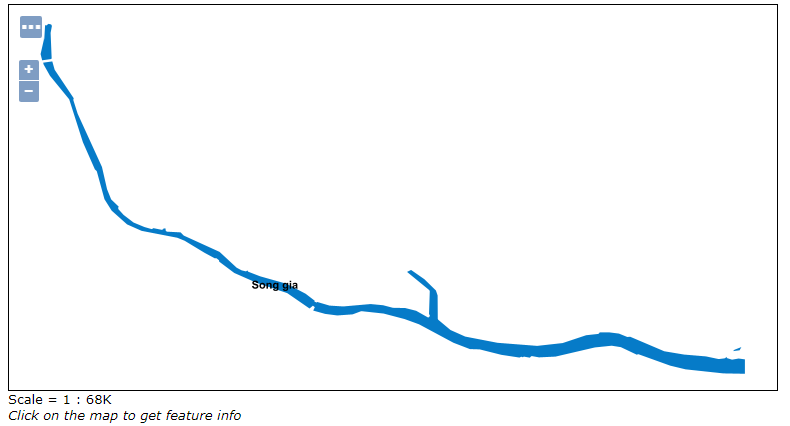 +
−
Song gia
Scale = 1 : 68K
Click on the map to get feature info